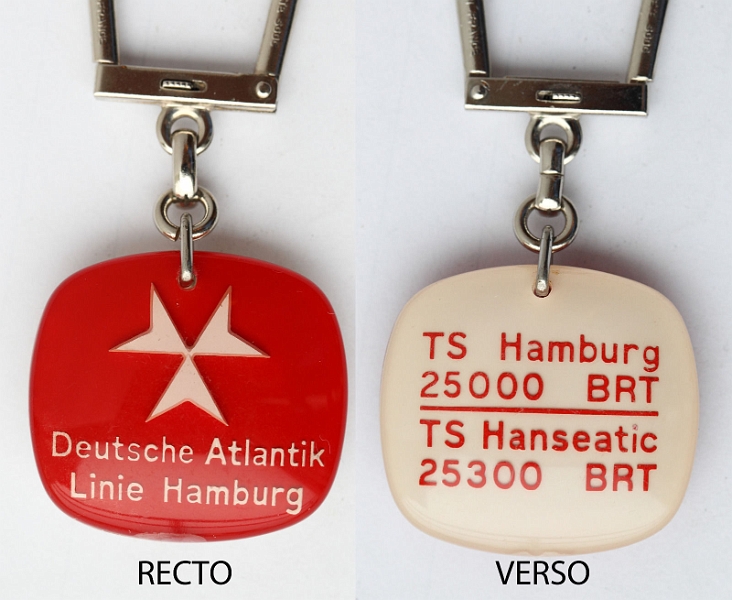 Deutsche Atlantik
Linie Hamburg
RECTO
TS Hamburg
25000 BRT
TS Hanseatic
25300 BRT
VERSO